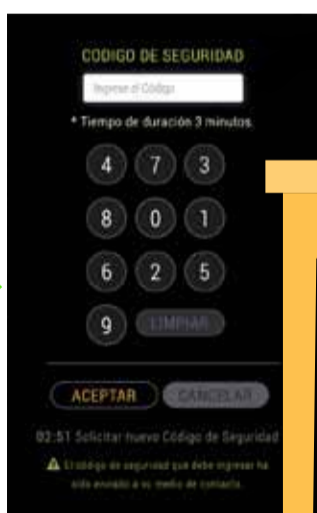 CODIGO DE SEGURIDAD
Ingrese el Código
* Tiempo de duración 3 minutos.
4 7 3
8 0 1
6 2 5
9 LIMPIAR
ACEPTAR CANCELAR
02:51 Solicitar nuevo Código de Seguridad
El código de seguridad que debe ingresar ha
sido enviado a su medio de contacto.